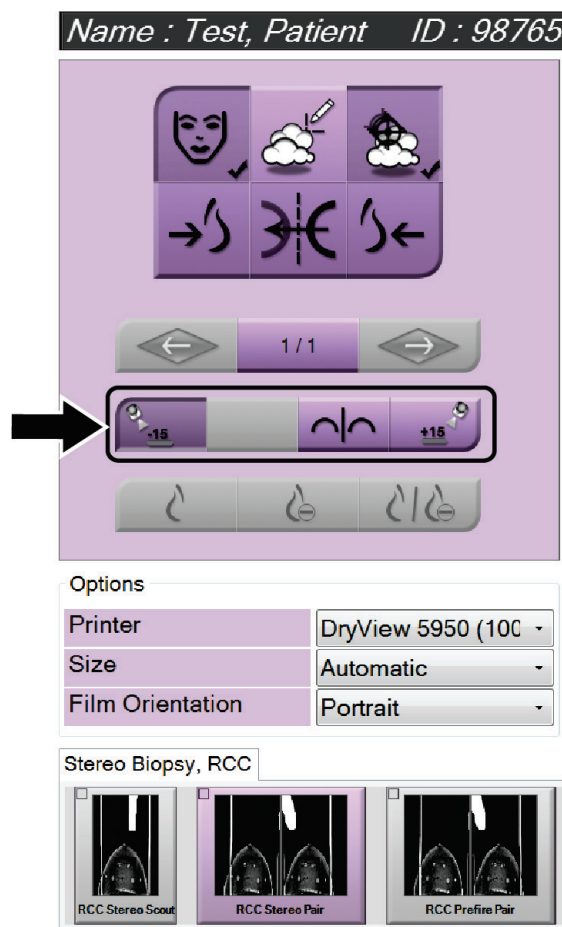 Name : Test, Patient ID : 98765
1 / 1
-15 +15
Options
Printer DryView 5950 (100
Size Automatic
Film Orientation Portrait
Stereo Biopsy, RCC
RCC Stereo Scout RCC Stereo Pair RCC Prefire Pair